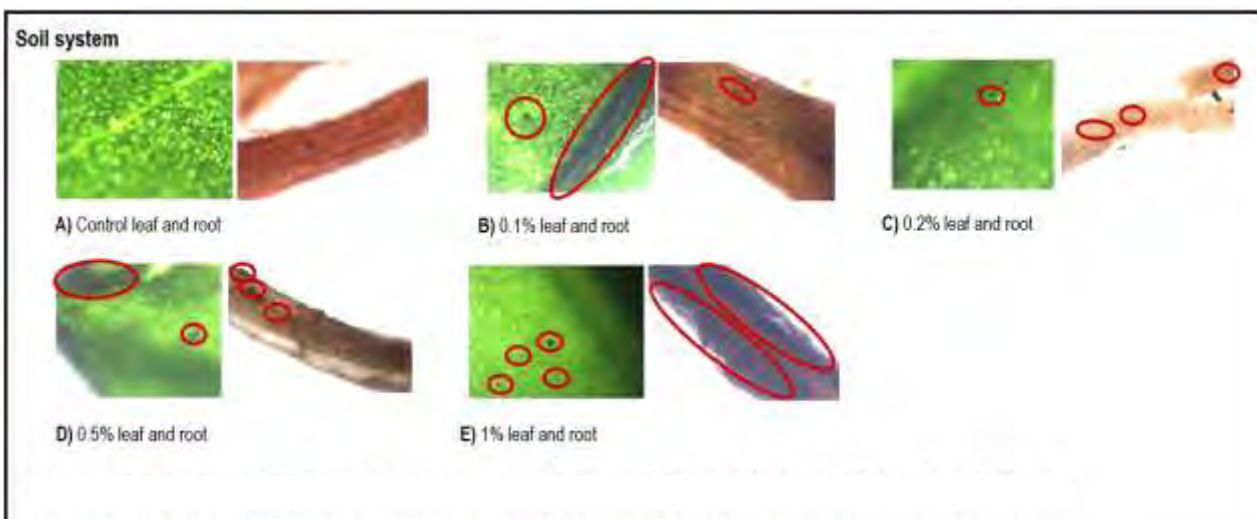 Soil system
A) Control leaf and root
B) 0.1% leaf and root
C) 0.2% leaf and root
D) 0.5% leaf and root
E) 1% leaf and root